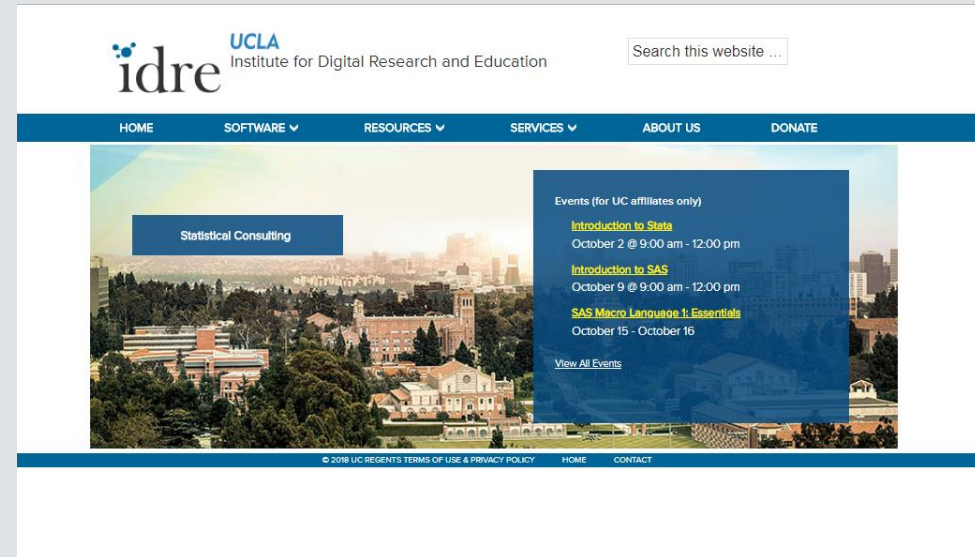 UCLA
idre
Institute for Digital Research and Education
Search this website ...
HOME SOFTWARE RESOURCES SERVICES ABOUT US DONATE
Statistical Consulting
Events (for UC affiliates only)
Introduction to Stata
October 2 @ 9:00 am - 12:00 pm
Introduction to SAS
October 9 @ 9:00 am - 12:00 pm
SAS Macro Language 1: Essentials
October 15 - October 16
View All Events
© 2018 UC REGENTS TERMS OF USE & PRIVACY POLICY HOME CONTACT